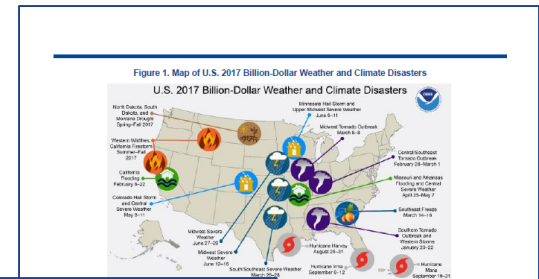 Figure 1. Map of U.S. 2017 Billion-Dollar Weather and Climate Disasters
U.S. 2017 Billion-Dollar Weather and Climate Disasters
North Dakota, South
Dakota, and
Montana Drought
Spring–Fall 2017
Western Wildfires,
California Firestorm
Summer–Fall
2017
California
Flooding
February 8–22
Colorado Hail Storm
and Central
Severe Weather
May 8–11
Minnesota Hail Storm and
Upper Midwest Severe Weather
June 9–11
Midwest Tornado Outbreak
March 6–8
Central/Southeast
Tornado Outbreak
February 28–March 1
Missouri and Arkansas
Flooding and Central
Severe Weather
April 25–May 7
Southeast Freeze
March 14–16
Southern Tornado
Outbreak and
Western Storms
January 20–22
Midwest Severe
Weather
June 27–29
Midwest Severe
Weather
June 12–16
South/Southeast Severe Weather
March 26–28
Hurricane Harvey
August 25–31
Hurricane Irma
September 6–12
Hurricane
Maria
September 19–21